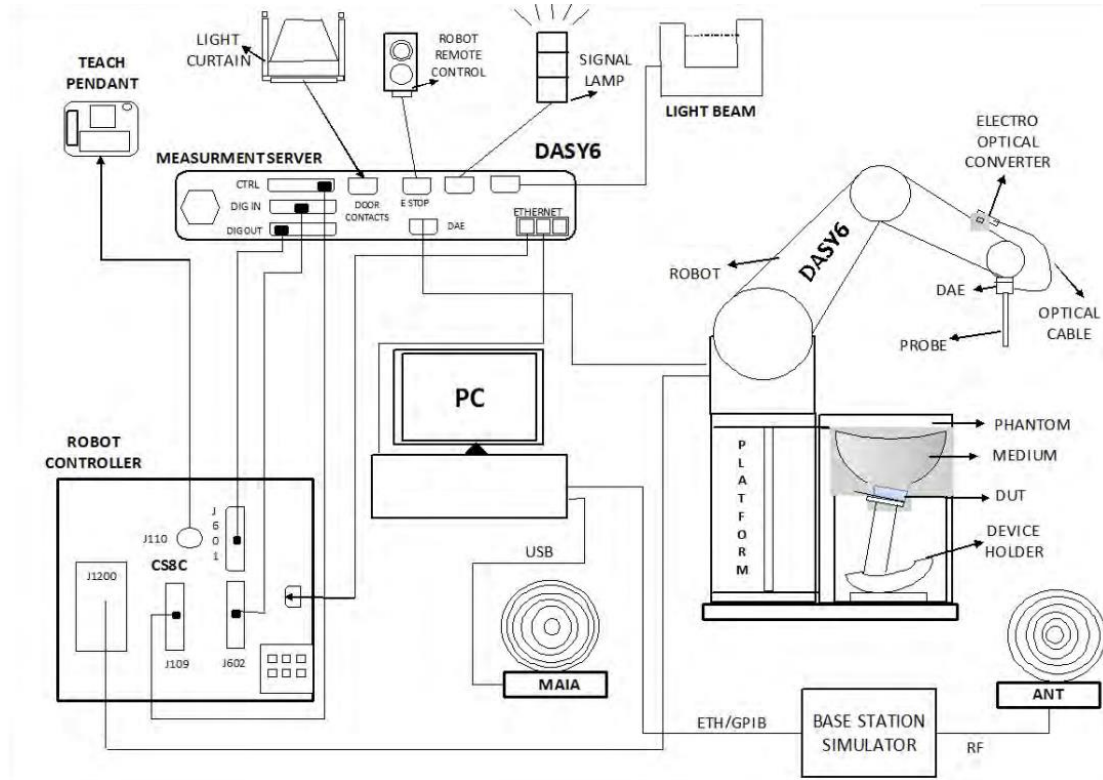 LIGHT
CURTAIN
ROBOT
REMOTE
CONTROL
SIGNAL
LAMP
LIGHT BEAM
TEACH
PENDANT
MEASURMENT SERVER
DASY6
CTRL
DIG IN
DIG OUT
DOOR
CONTACTS
E STOP
DAE
ETHERNET
ELECTRO
OPTICAL
CONVERTER
ROBOT
DASY6
DAE
OPTICAL
CABLE
PROBE
PC
PLATFORM
PHANTOM
MEDIUM
DUT
DEVICE
HOLDER
ROBOT
CONTROLLER
J110
J601
CS8C
J1200
J109
J602
USB
MAIA
ETH/GPIB
BASE STATION
SIMULATOR
RF
ANT